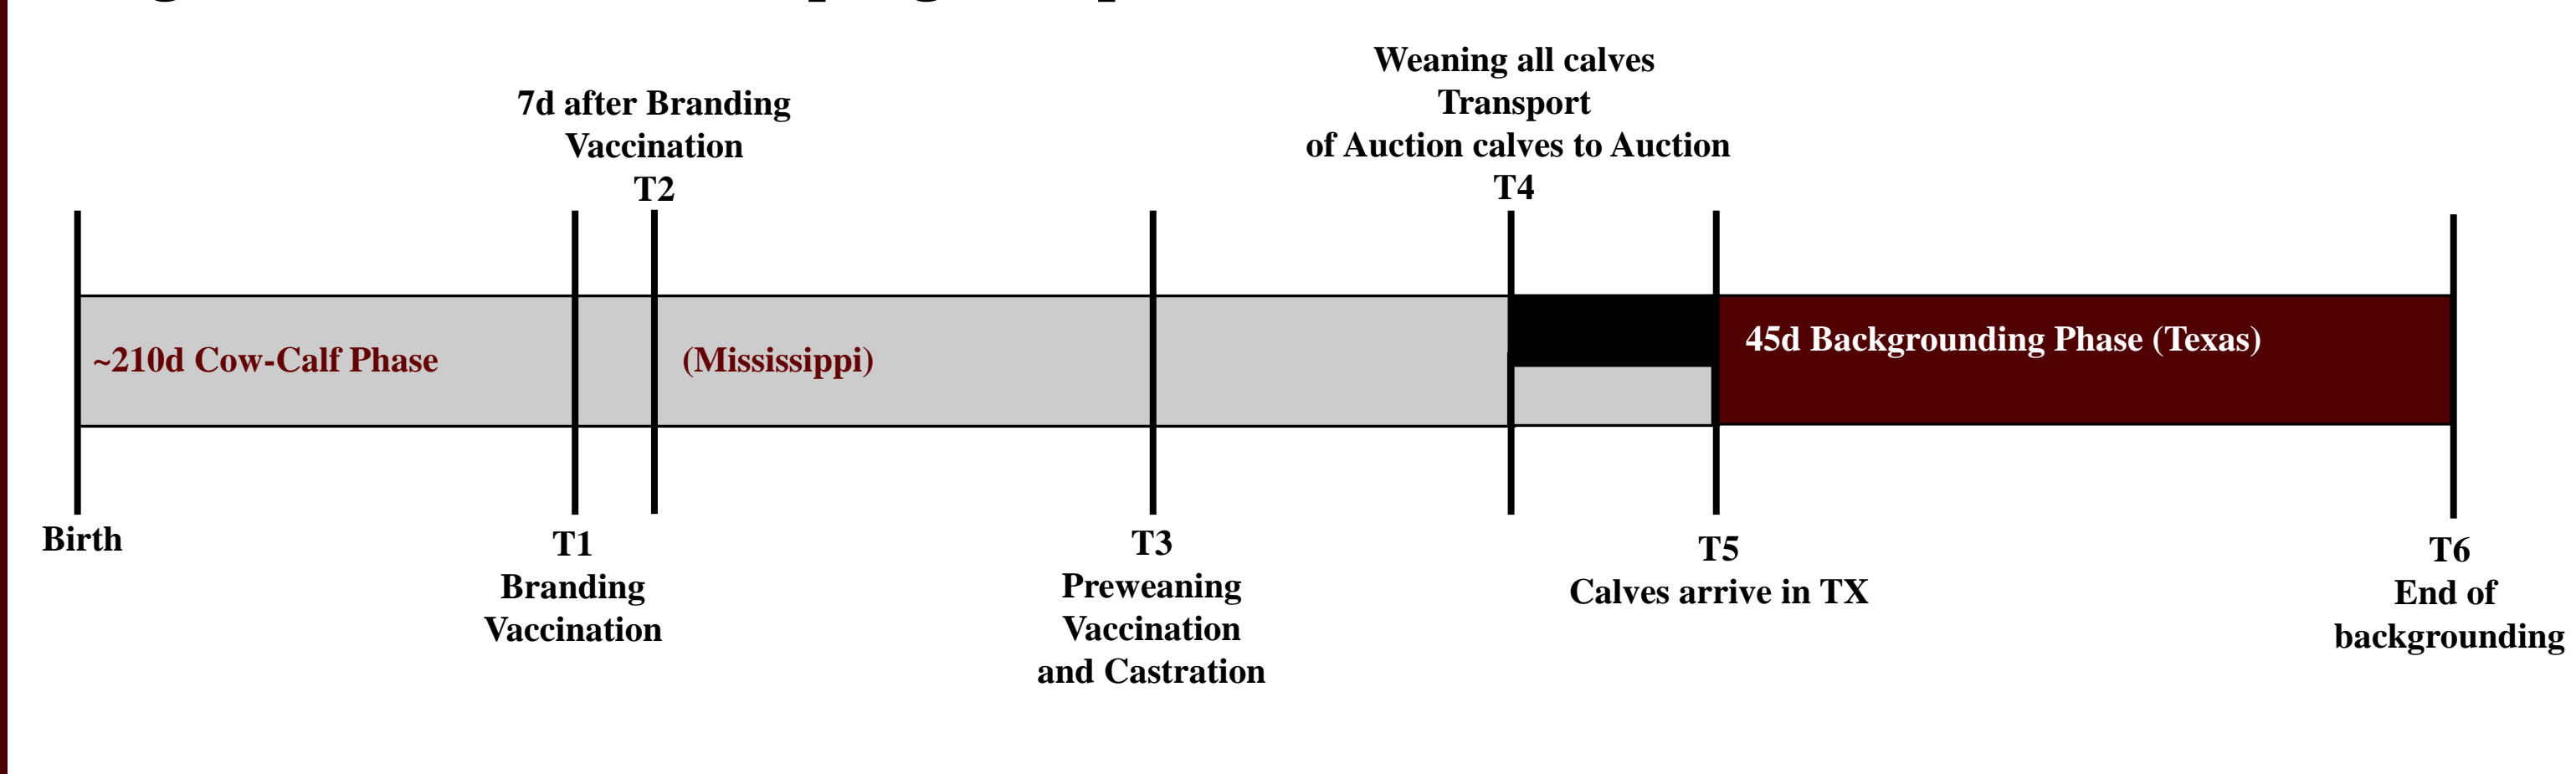 Weaning all calves
Transport
of Auction calves to Auction
T4
7d after Branding
Vaccination
T2
~210d Cow-Calf Phase
(Mississippi)
45d Backgrounding Phase (Texas)
Birth
T1
Branding
Vaccination
T3
Preweaning
Vaccination
and Castration
T5
Calves arrive in TX
T6
End of
backgrounding